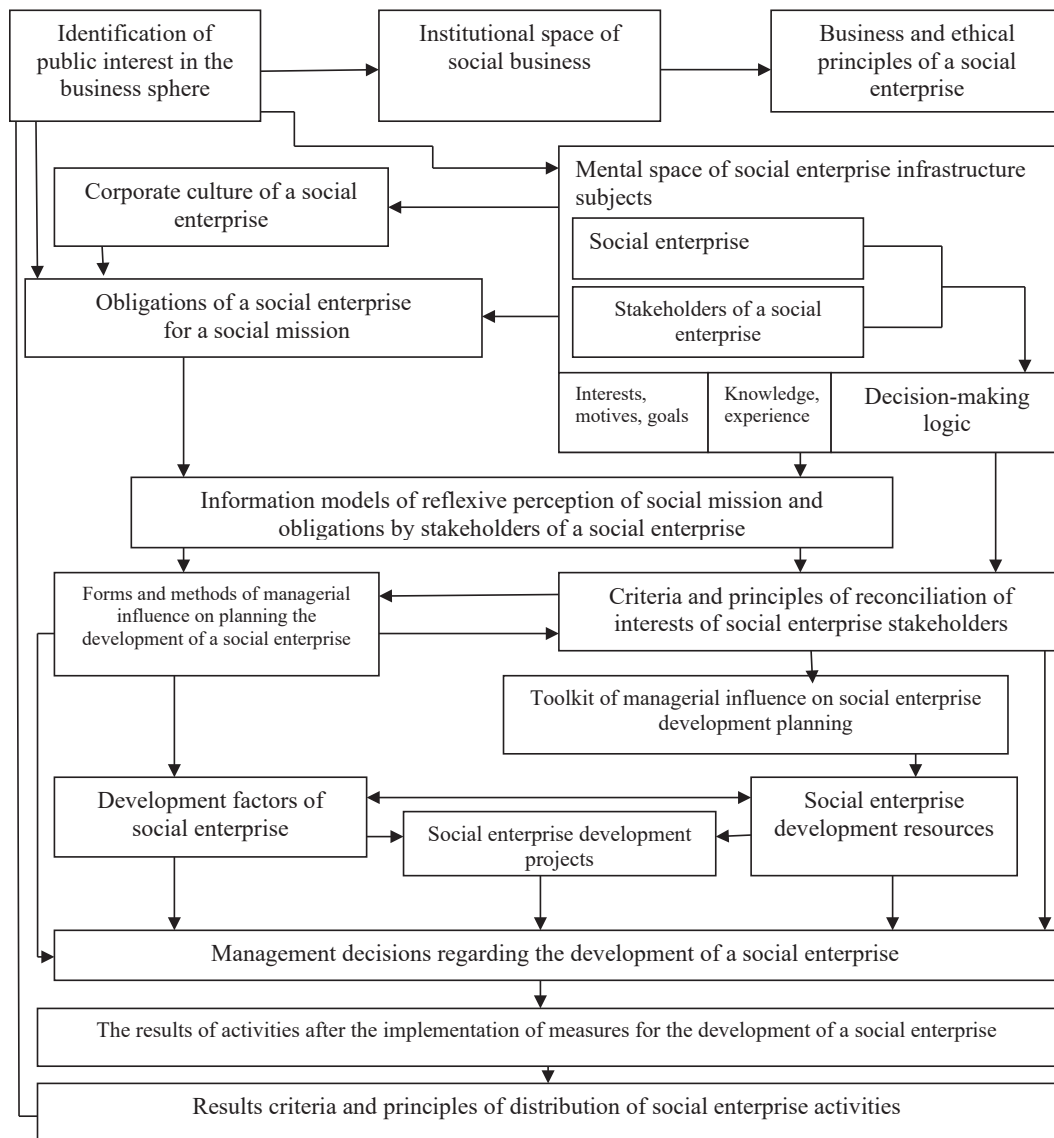 Identification of
public interest in the
business sphere
Institutional space of
social business
Business and ethical
principles of a social
enterprise
Mental space of social enterprise infrastructure
subjects
Corporate culture of a social
enterprise
Social enterprise
Obligations of a social enterprise
for a social mission
Stakeholders of a social
enterprise
Interests,
motives, goals
Knowledge,
experience
Decision-making
logic
Information models of reflexive perception of social mission and
obligations by stakeholders of a social enterprise
Forms and methods of managerial
influence on planning the
development of a social enterprise
Criteria and principles of reconciliation of
interests of social enterprise stakeholders
Toolkit of managerial influence on social enterprise
development planning
Development factors of
social enterprise
Social enterprise
development resources
Social enterprise development
projects
Management decisions regarding the development of a social enterprise
The results of activities after the implementation of measures for the development of a social enterprise
Results criteria and principles of distribution of social enterprise activities